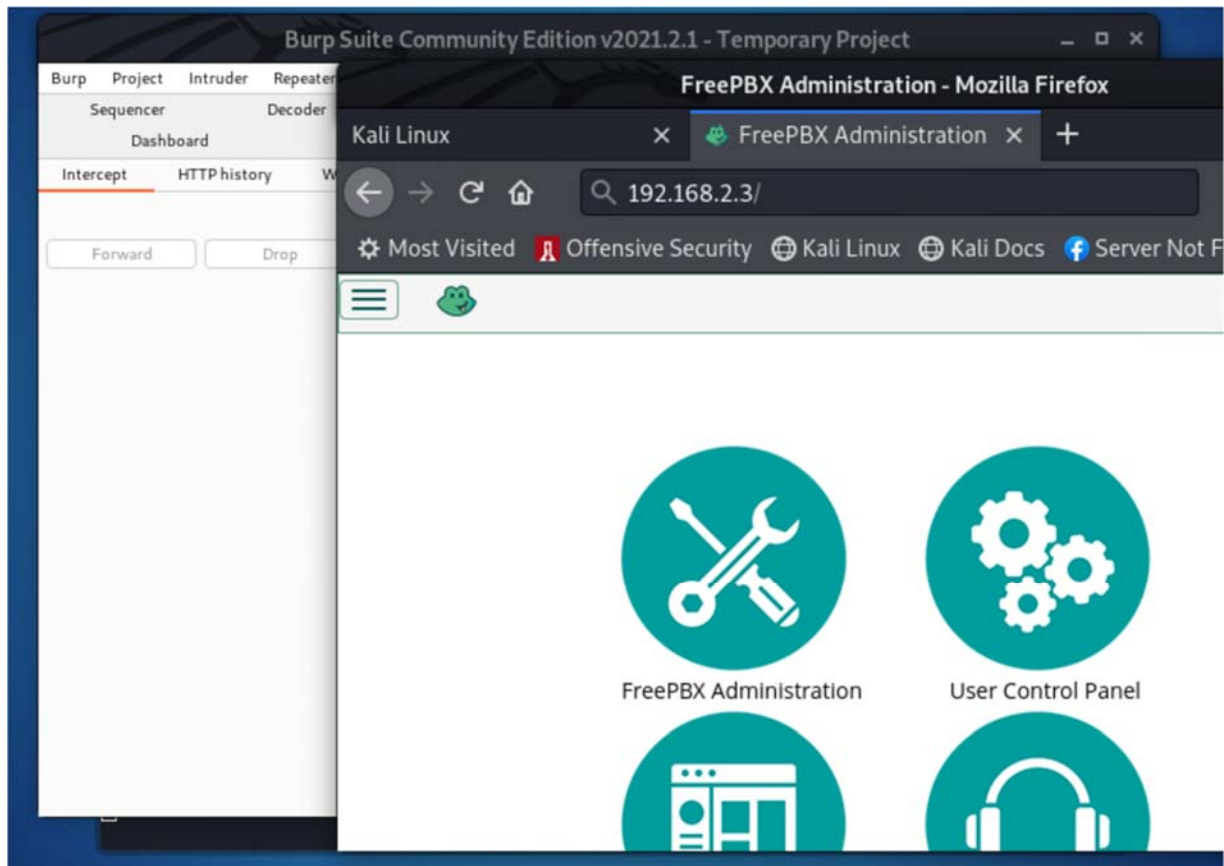 Burp Suite Community Edition v2021.2.1 - Temporary Project
Burp Project Intruder Repeater
Sequencer Decoder
Dashboard
Intercept HTTP history W
Forward Drop
FreePBX Administration - Mozilla Firefox
Kali Linux FreePBX Administration
192.168.2.3/
Most Visited Offensive Security Kali Linux Kali Docs Server Not F
FreePBX Administration User Control Panel